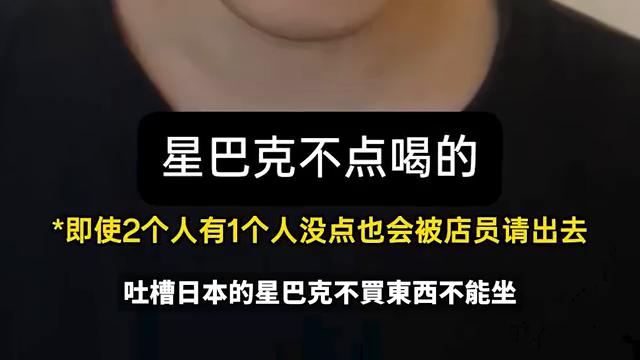 星巴克不点喝的
*即使2个人有1个人没点也会被店员请出去
吐槽日本的星巴克不買東西不能坐